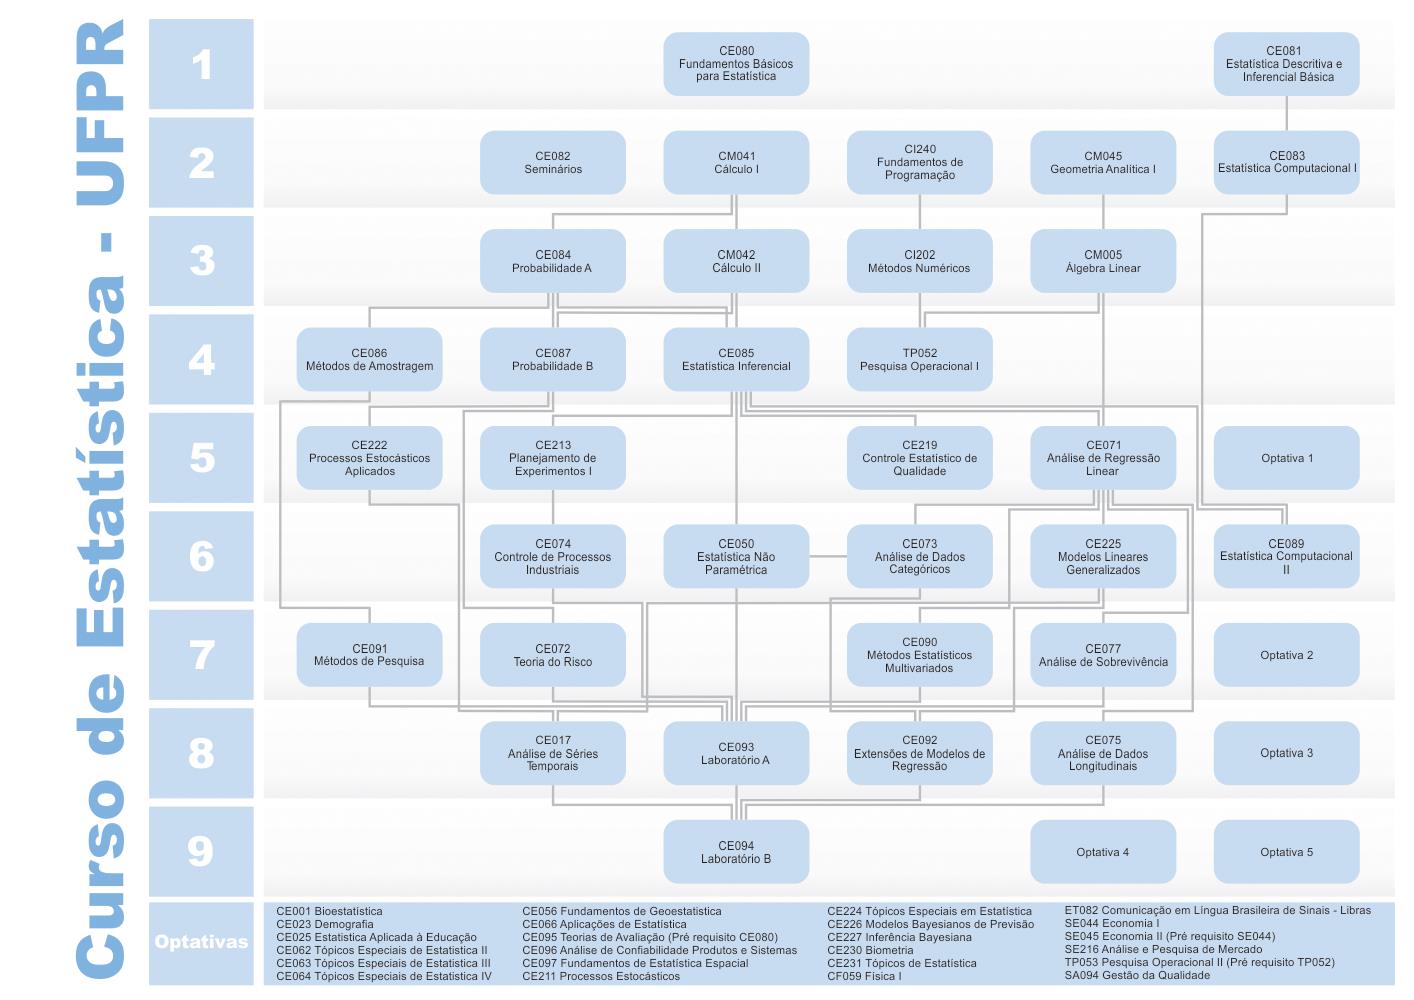 Curso de Estatística - UFPR
1
CE080
Fundamentos Básicos
para Estatística
CE081
Estatística Descritiva e
Inferencial Básica
2
CE082
Seminários
CM041
Cálculo I
CI240
Fundamentos de
Programação
CM045
Geometria Analítica I
CE083
Estatística Computacional I
3
CE084
Probabilidade A
CM042
Cálculo II
CI202
Métodos Numéricos
CM005
Álgebra Linear
4
CE086
Métodos de Amostragem
CE087
Probabilidade B
CE085
Estatística Inferencial
TP052
Pesquisa Operacional I
5
CE222
Processos Estocásticos
Aplicados
CE213
Planejamento de
Experimentos I
CE219
Controle Estatístico de
Qualidade
CE071
Análise de Regressão
Linear
Optativa 1
6
CE074
Controle de Processos
Industriais
CE050
Estatística Não
Paramétrica
CE073
Análise de Dados
Categóricos
CE225
Modelos Lineares
Generalizados
CE089
Estatística Computacional
II
7
CE091
Métodos de Pesquisa
CE072
Teoria do Risco
CE090
Métodos Estatísticos
Multivariados
CE077
Análise de Sobrevivência
Optativa 2
8
CE017
Análise de Séries
Temporais
CE093
Laboratório A
CE092
Extensões de Modelos de
Regressão
CE075
Análise de Dados
Longitudinais
Optativa 3
9
CE094
Laboratório B
Optativa 4
Optativa 5
Optativas
CE001 Bioestatística
CE023 Demografia
CE025 Estatistica Aplicada à Educação
CE062 Tópicos Especiais de Estatistica II
CE063 Tópicos Especiais de Estatistica III
CE064 Tópicos Especiais de Estatistica IV
CE056 Fundamentos de Geoestatistica
CE066 Aplicações de Estatística
CE095 Teorias de Avaliação (Pré requisito CE080)
CE096 Análise de Confiabilidade Produtos e Sistemas
CE097 Fundamentos de Estatística Espacial
CE211 Processos Estocásticos
CE224 Tópicos Especiais em Estatística
CE226 Modelos Bayesianos de Previsão
CE227 Inferência Bayesiana
CE230 Biometria
CE231 Tópicos de Estatística
CF059 Física I
ET082 Comunicação em Língua Brasileira de Sinais - Libras
SE044 Economia I
SE045 Economia II (Pré requisito SE044)
SE216 Análise e Pesquisa de Mercado
TP053 Pesquisa Operacional II (Pré requisito TP052)
SA094 Gestão da Qualidade